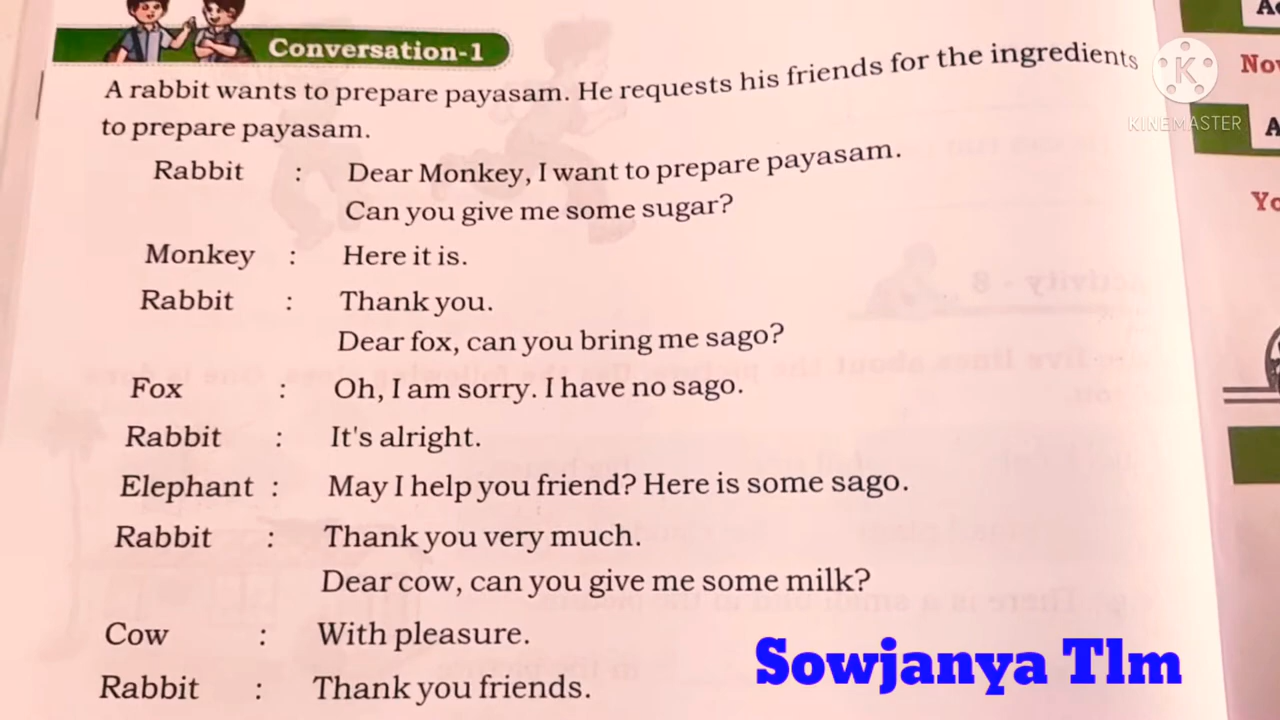 Conversation-1
A rabbit wants to prepare payasam. He requests his friends for the ingredients
to prepare payasam.
Rabbit : Dear Monkey, I want to prepare payasam.
Can you give me some sugar?
Monkey : Here it is.
Rabbit : Thank you.
Dear fox, can you bring me sago?
Fox : Oh, I am sorry. I have no sago.
Rabbit : It's alright.
Elephant : May I help you friend? Here is some sago.
Rabbit : Thank you very much.
Dear cow, can you give me some milk?
Cow : With pleasure.
Rabbit : Thank you friends.
K
KINEMASTER
Sowjanya Tlm